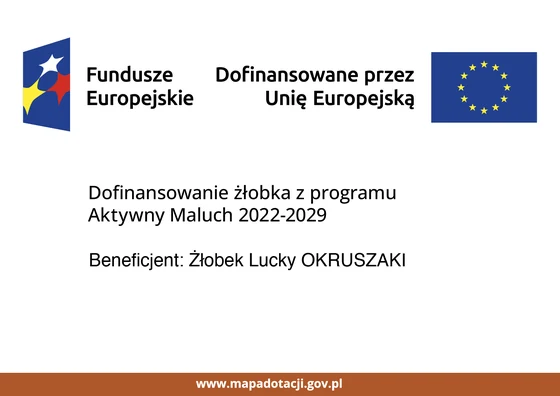 Fundusze
Europejskie
Dofinansowane przez
Unię Europejską
Dofinansowanie żłobka z programu
Aktywny Maluch 2022-2029
Beneficjent: Żłobek Lucky OKRUSZAKI
www.mapadotacji.gov.pl